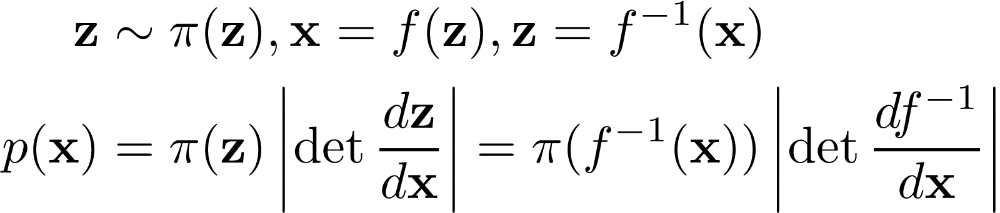 𝐳 ∼ π(𝐳), 𝐱 = f(𝐳), 𝐳 = f⁻¹(𝐱)
p(𝐱) = π(𝐳) |det d𝐳/d𝐱| = π(f⁻¹(𝐱)) |det df⁻¹/d𝐱|